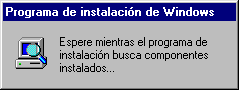 Programa de instalación de Windows
Espere mientras el programa de
instalación busca componentes
instalados...